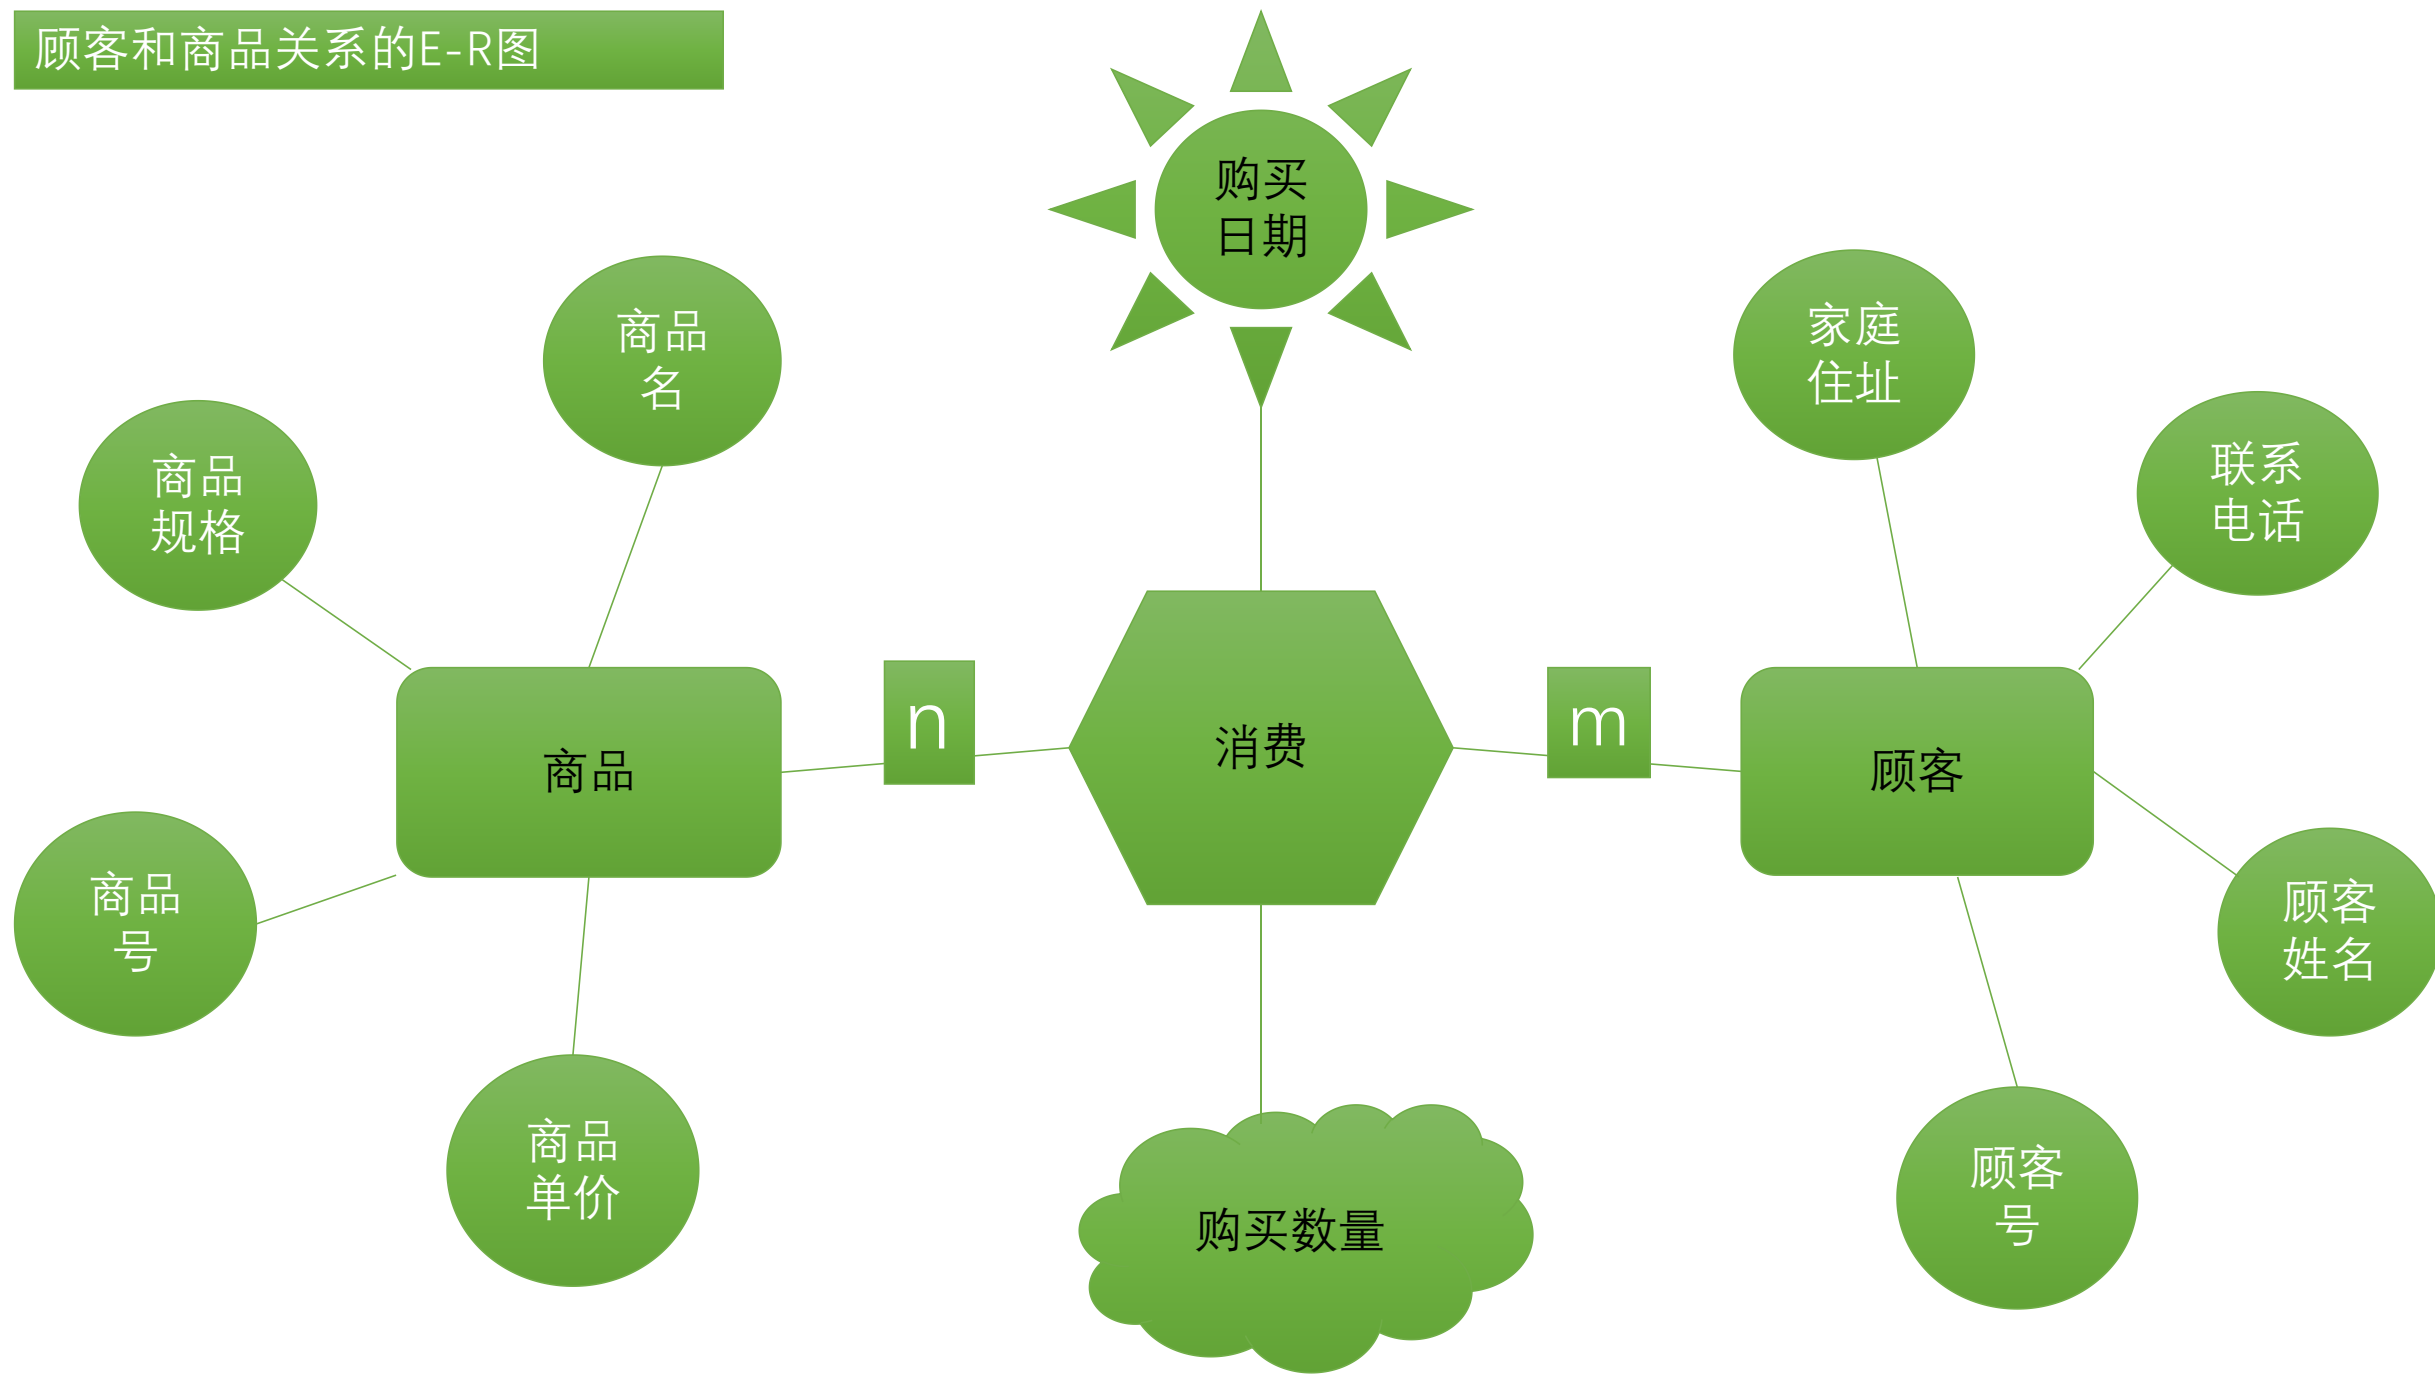 顾客和商品关系的E-R图
购买
日期
商品
名
家庭
住址
商品
规格
联系
电话
n
m
商品
消费
顾客
商品
号
顾客
姓名
商品
单价
顾客
号
购买数量